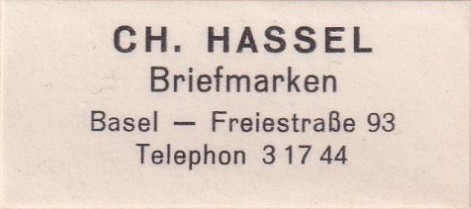 CH. HASSEL
Briefmarken
Basel — Freiestraße 93
Telephon 3 17 44